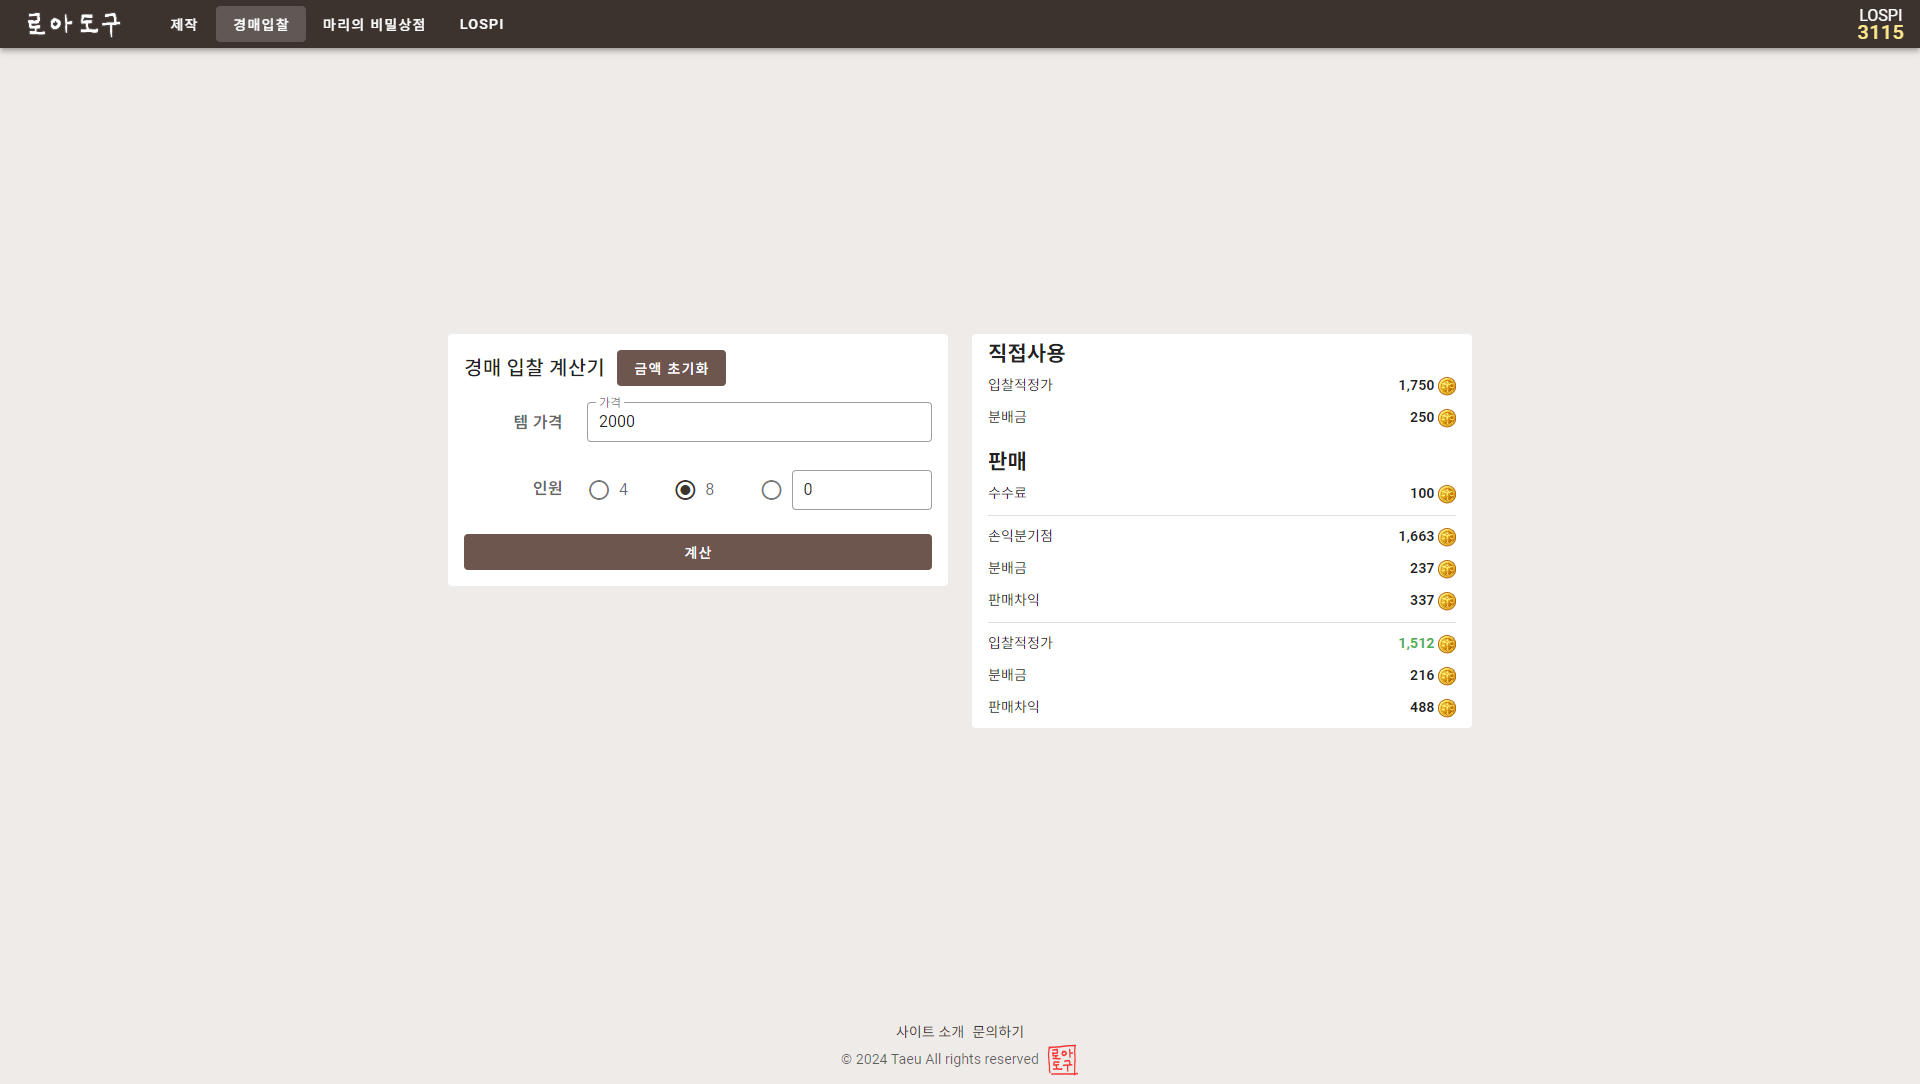 로아도구 제작 경매입찰 마리의 비밀상점 LOSPI LOSPI
3115
경매 입찰 계산기 금액 초기화
가격
템 가격 2000
인원 4 8 0
계산
직접사용
입찰적정가 1,750
분배금 250
판매
수수료 100
손익분기점 1,663
분배금 237
판매차익 337
입찰적정가 1,512
분배금 216
판매차익 488
사이트 소개 문의하기
© 2024 Taeu All rights reserved
로아
도구